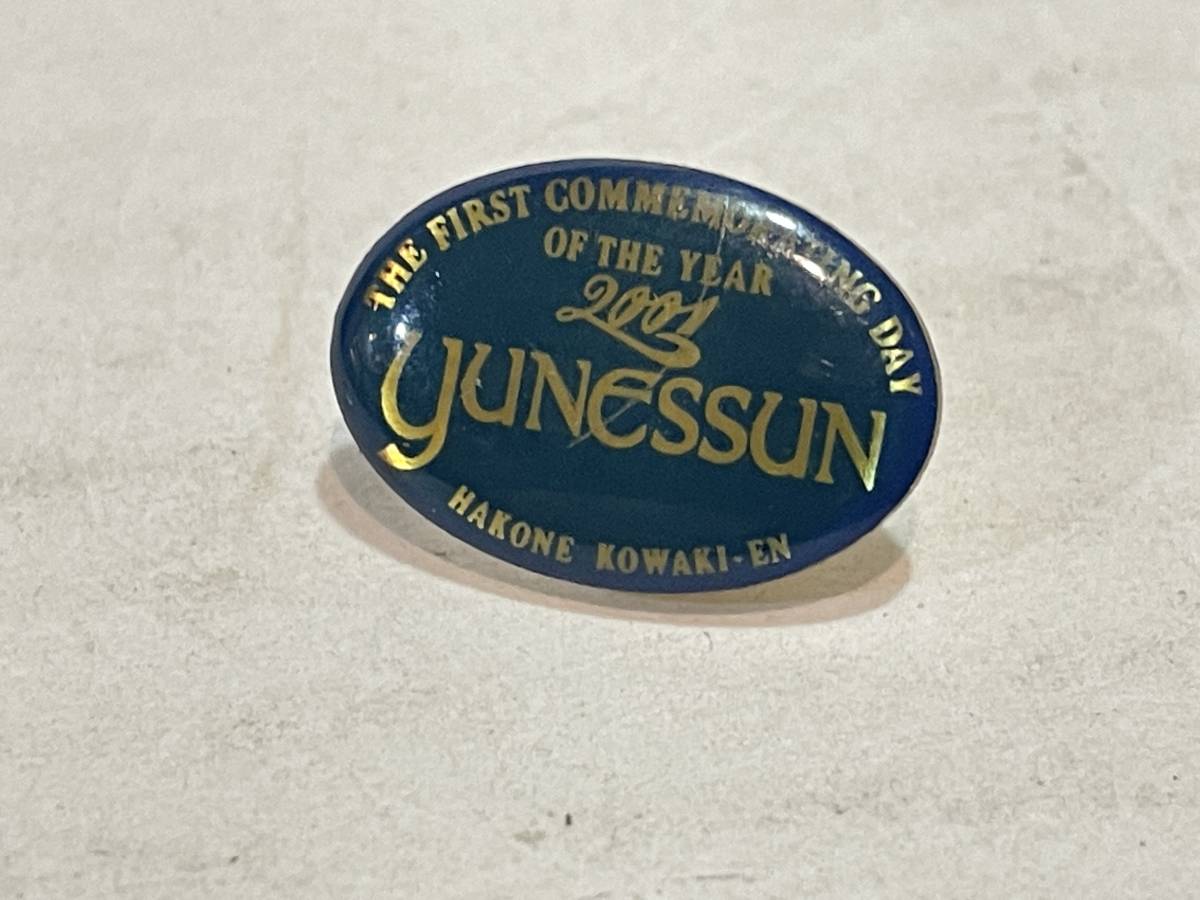 THE FIRST COMMEMORATING DAY
OF THE YEAR
2001
YUNESSUN
HAKONE KOWAKI-EN